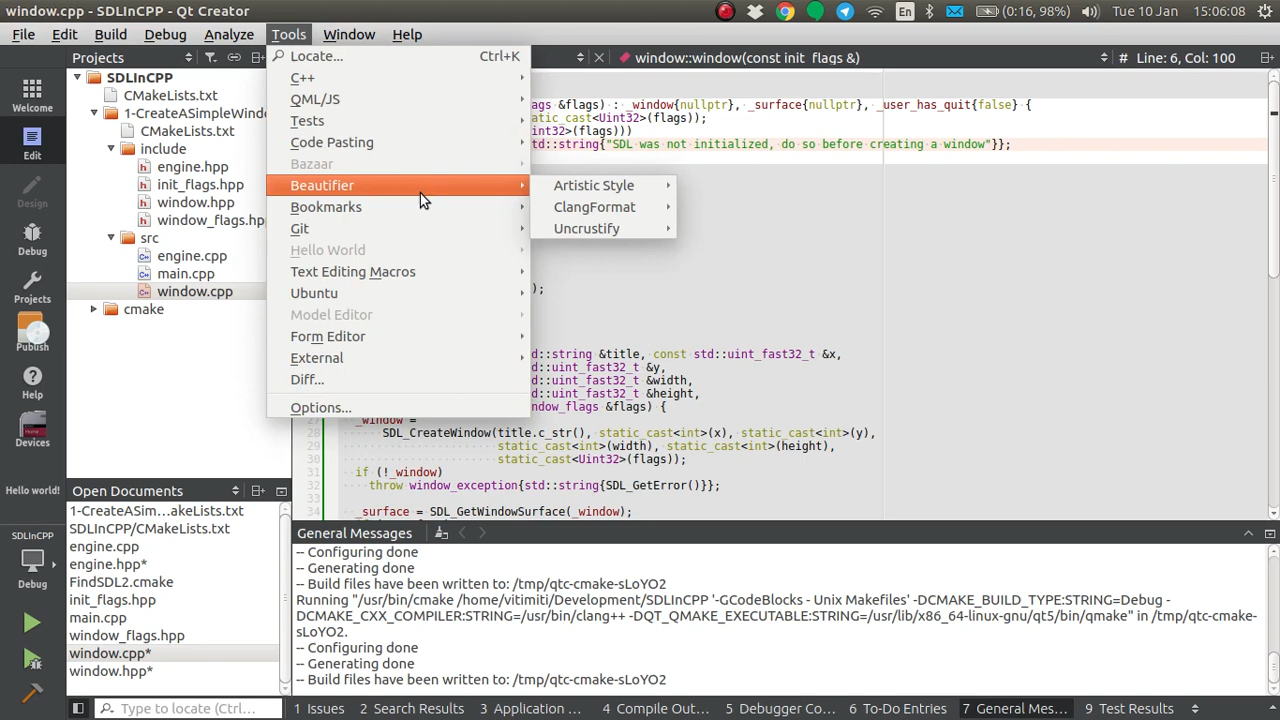 window.cpp - SDLInCPP - Qt Creator
En
(0:16, 98%)
Tue 10 Jan
15:06:08
File Edit Build Debug Analyze Tools Window Help
Projects
window::window(const init_flags &)
Line: 6, Col: 100
Welcome
Edit
Design
Debug
Projects
Publish
Help
Devices
Hello world!
SDLInCPP
Debug
SDLInCPP
CMakeLists.txt
1-CreateASimpleWindo
CMakeLists.txt
include
engine.hpp
init_flags.hpp
window.hpp
window_flags.hpp
src
engine.cpp
main.cpp
window.cpp
cmake
Locate... Ctrl+K
C++
QML/JS
Tests
Code Pasting
Bazaar
Beautifier
Bookmarks
Git
Hello World
Text Editing Macros
Ubuntu
Model Editor
Form Editor
External
Diff...
Options...
Artistic Style
ClangFormat
Uncrustify
ags &flags) : _window{nullptr}, _surface{nullptr}, _user_has_quit{false} {
atic_cast<Uint32>(flags));
int32>(flags)))
td::string{"SDL was not initialized, do so before creating a window"}};
);
d::string &title, const std::uint_fast32_t &x,
d::uint_fast32_t &y,
d::uint_fast32_t &width,
d::uint_fast32_t &height,
ndow_flags &flags) {
27 _window =
28 SDL_CreateWindow(title.c_str(), static_cast<int>(x), static_cast<int>(y),
29 static_cast<int>(width), static_cast<int>(height),
30 static_cast<Uint32>(flags));
31 if (!_window)
32 throw window_exception{std::string{SDL_GetError()}};
33
34 _surface = SDL_GetWindowSurface(_window);
Open Documents
1-CreateASim...akeLists.txt
SDLInCPP/CMakeLists.txt
engine.cpp
engine.hpp*
FindSDL2.cmake
init_flags.hpp
main.cpp
window_flags.hpp
window.cpp*
window.hpp*
General Messages
-- Configuring done
-- Generating done
-- Build files have been written to: /tmp/qtc-cmake-sLoYO2
Running "/usr/bin/cmake /home/vitimiti/Development/SDLInCPP '-GCodeBlocks - Unix Makefiles' -DCMAKE_BUILD_TYPE:STRING=Debug -
DCMAKE_CXX_COMPILER:STRING=/usr/bin/clang++ -DQT_QMAKE_EXECUTABLE:STRING=/usr/lib/x86_64-linux-gnu/qt5/bin/qmake" in /tmp/qtc-cmake-
sLoYO2.
-- Configuring done
-- Generating done
-- Build files have been written to: /tmp/qtc-cmake-sLoYO2
Type to locate (Ctrl...
1 Issues 2 Search Results 3 Application ... 4 Compile Out... 5 Debugger Co... 6 To-Do Entries 7 General Mes... 9 Test Results